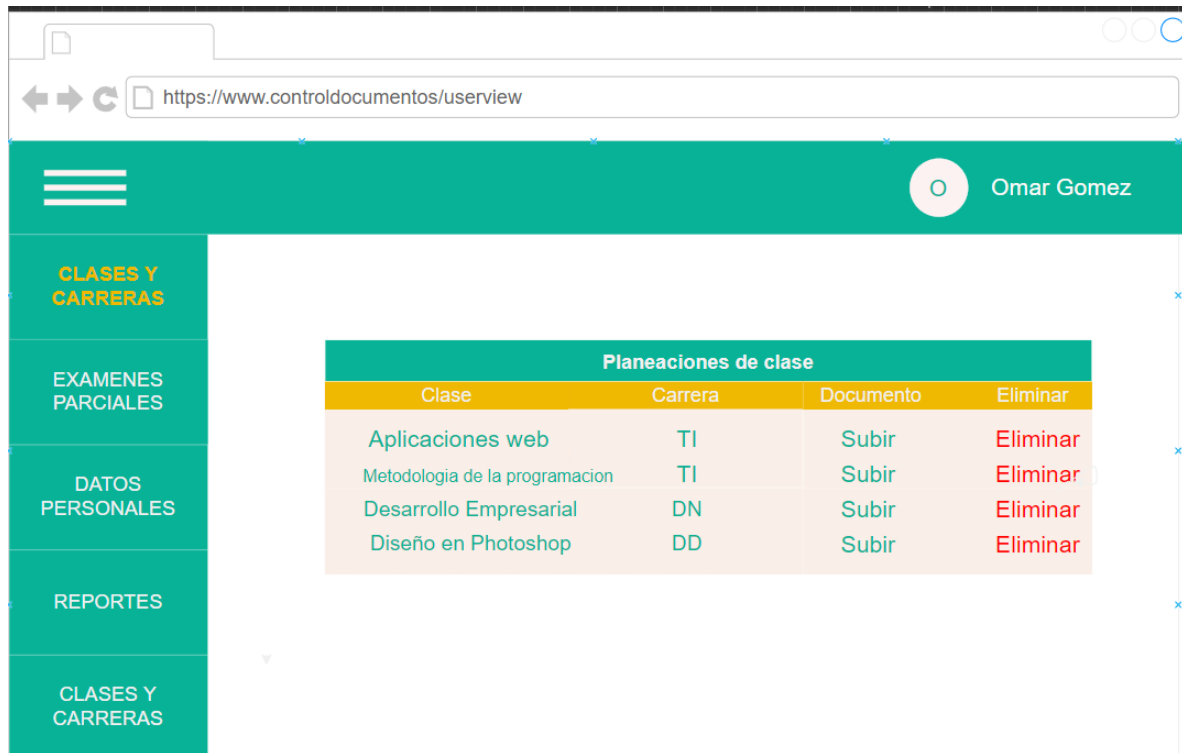 https://www.controldocumentos/userview
O Omar Gomez
CLASES Y
CARRERAS
EXAMENES
PARCIALES
DATOS
PERSONALES
REPORTES
CLASES Y
CARRERAS
Planeaciones de clase
Clase Carrera Documento Eliminar
Aplicaciones web TI Subir Eliminar
Metodologia de la programacion TI Subir Eliminar
Desarrollo Empresarial DN Subir Eliminar
Diseño en Photoshop DD Subir Eliminar